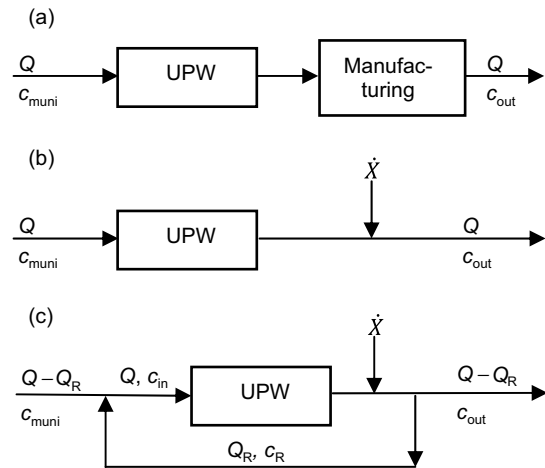 (a)
Q
c_muni
UPW
Manufac-
turing
Q
c_out
(b)
Ẋ
Q
c_muni
UPW
Q
c_out
(c)
Ẋ
Q – Q_R
c_muni
Q, c_in
UPW
Q – Q_R
c_out
Q_R, c_R